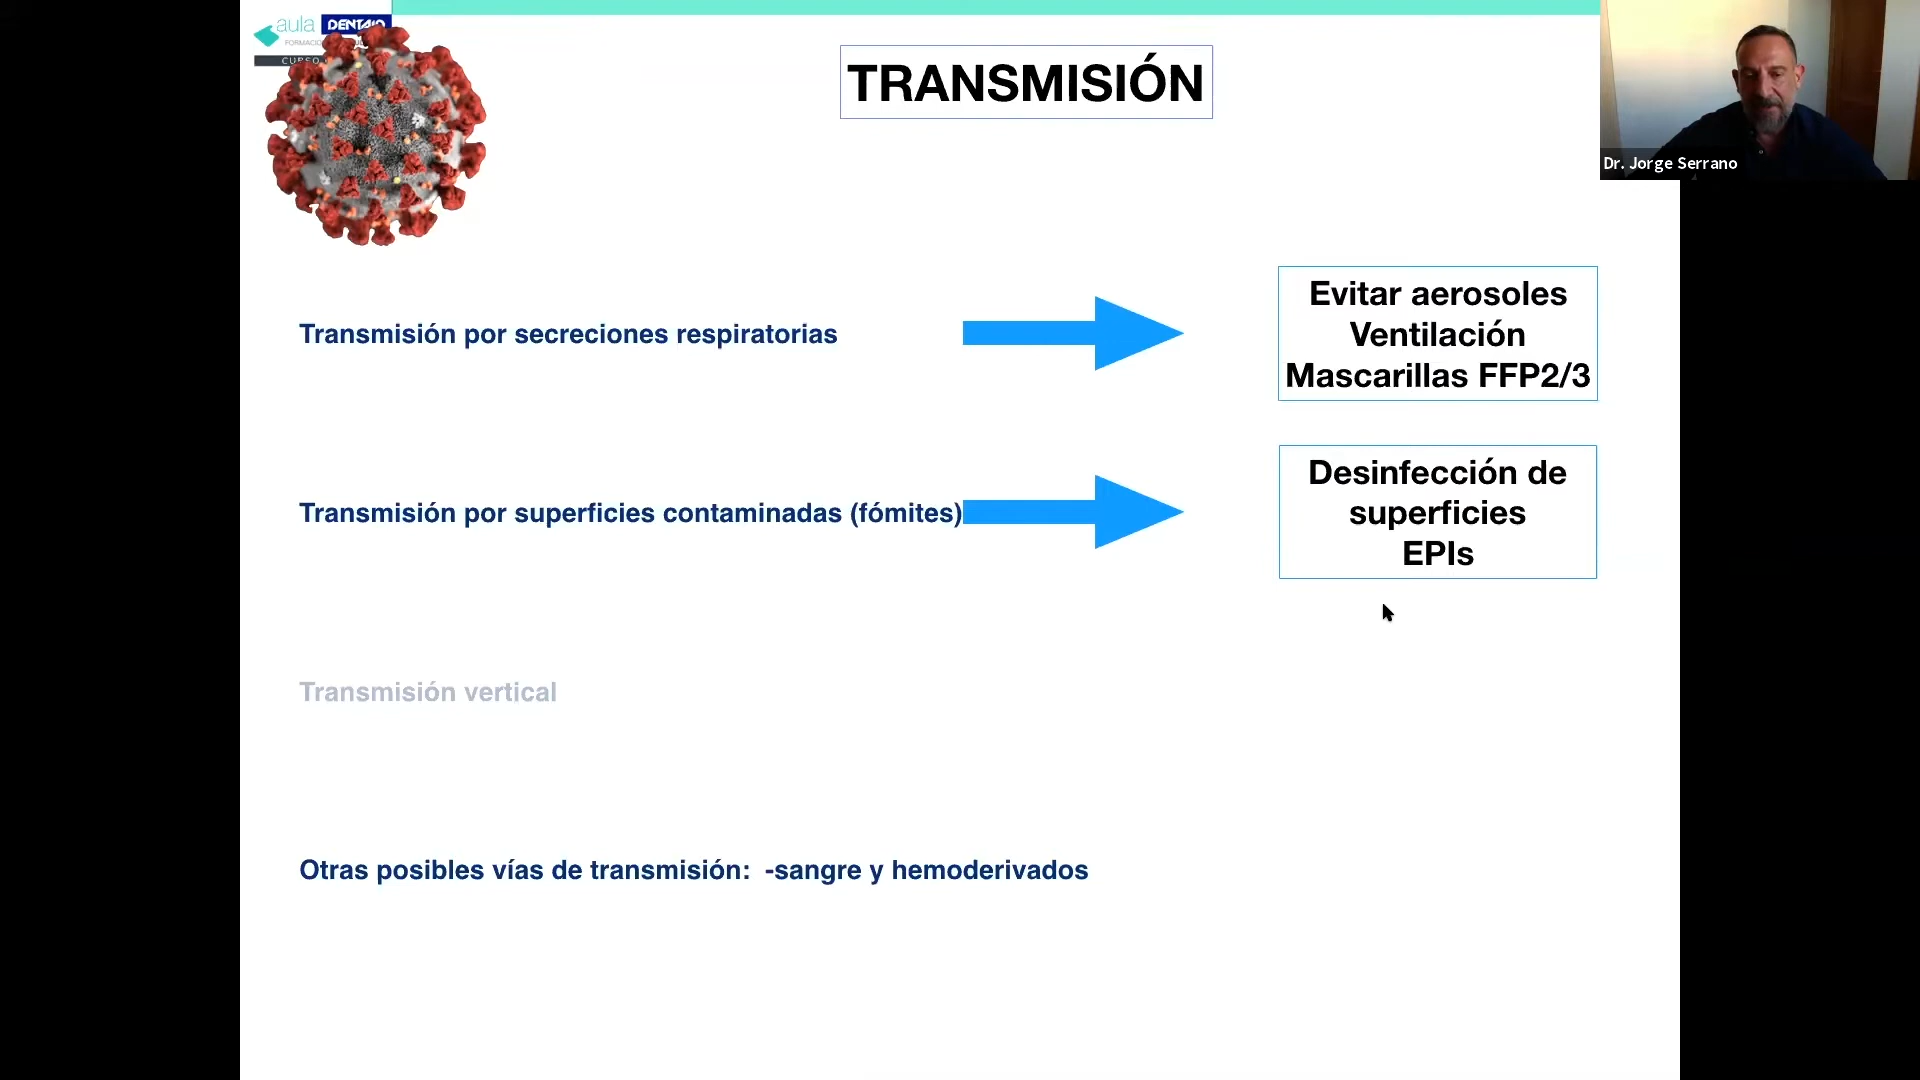 aula DENTAID
CURSO
TRANSMISIÓN
Dr. Jorge Serrano
Transmisión por secreciones respiratorias
Evitar aerosoles
Ventilación
Mascarillas FFP2/3
Transmisión por superficies contaminadas (fómites)
Desinfección de
superficies
EPIs
Transmisión vertical
Otras posibles vías de transmisión: -sangre y hemoderivados